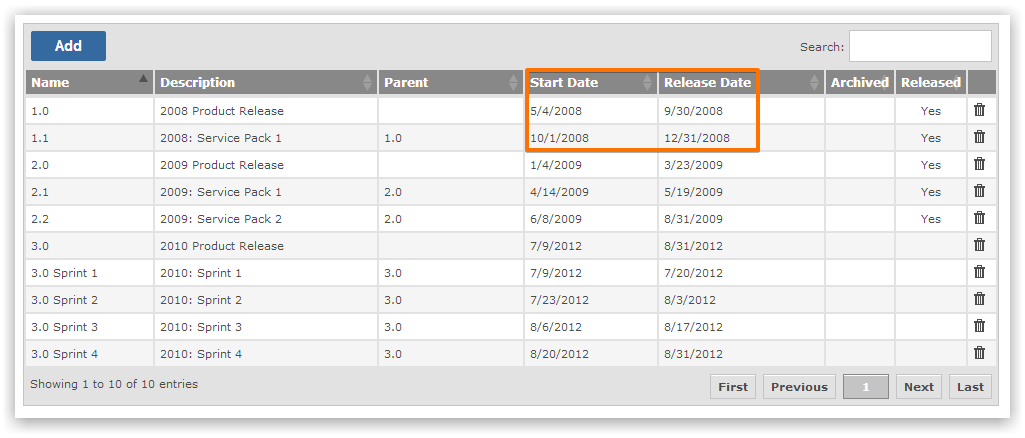 Add Search:
Name Description Parent Start Date Release Date Archived Released
1.0 2008 Product Release 5/4/2008 9/30/2008 Yes
1.1 2008: Service Pack 1 1.0 10/1/2008 12/31/2008 Yes
2.0 2009 Product Release 1/4/2009 3/23/2009 Yes
2.1 2009: Service Pack 1 2.0 4/14/2009 5/19/2009 Yes
2.2 2009: Service Pack 2 2.0 6/8/2009 8/31/2009 Yes
3.0 2010 Product Release 7/9/2012 8/31/2012
3.0 Sprint 1 2010: Sprint 1 3.0 7/9/2012 7/20/2012
3.0 Sprint 2 2010: Sprint 2 3.0 7/23/2012 8/3/2012
3.0 Sprint 3 2010: Sprint 3 3.0 8/6/2012 8/17/2012
3.0 Sprint 4 2010: Sprint 4 3.0 8/20/2012 8/31/2012
Showing 1 to 10 of 10 entries First Previous 1 Next Last